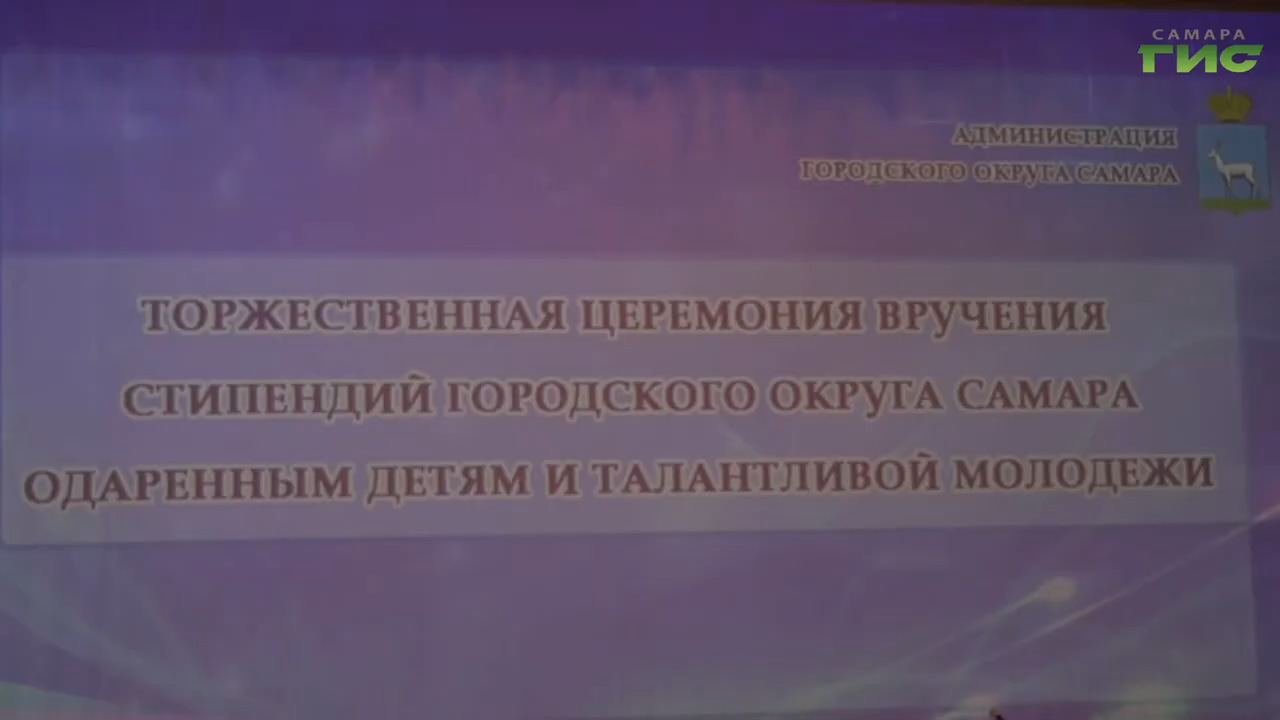 САМАРА
ГИС
АДМИНИСТРАЦИЯ
ГОРОДСКОГО ОКРУГА САМАРА
ТОРЖЕСТВЕННАЯ ЦЕРЕМОНИЯ ВРУЧЕНИЯ
СТИПЕНДИЙ ГОРОДСКОГО ОКРУГА САМАРА
ОДАРЕННЫМ ДЕТЯМ И ТАЛАНТЛИВОЙ МОЛОДЕЖИ